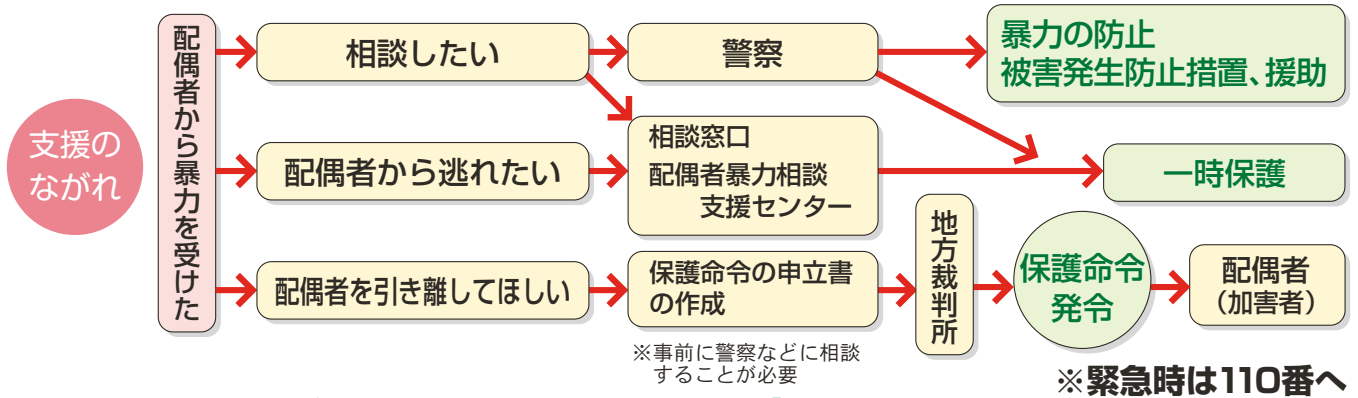 支援の
ながれ
配偶者から暴力を受けた
相談したい
警察
暴力の防止
被害発生防止措置、援助
配偶者から逃れたい
相談窓口
配偶者暴力相談
支援センター
一時保護
配偶者を引き離してほしい
保護命令の申立書
の作成
※事前に警察などに相談
することが必要
地方裁判所
保護命令
発令
配偶者
（加害者）
※緊急時は110番へ